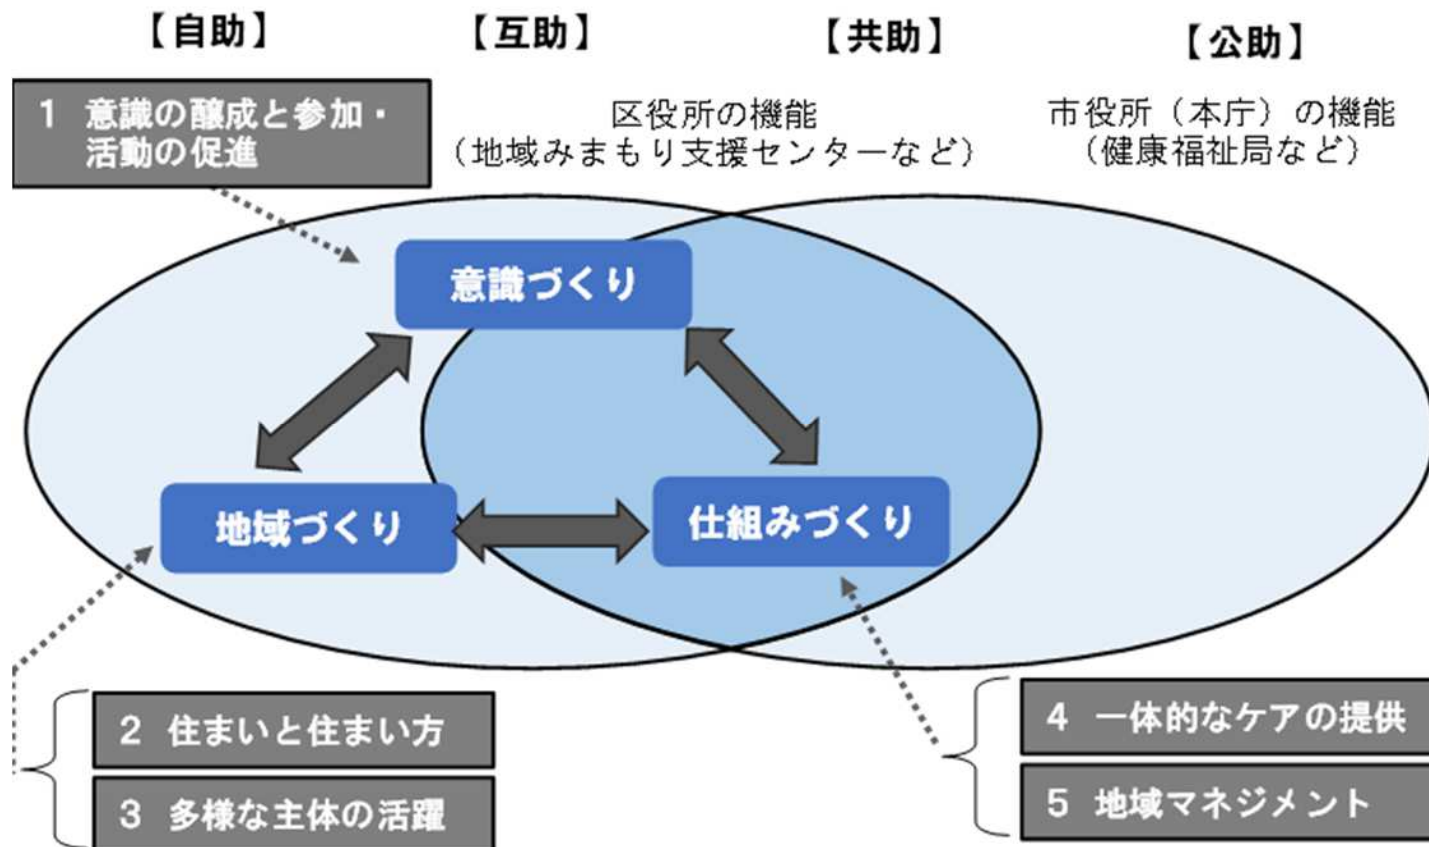 【自助】 【互助】 【共助】 【公助】
1 意識の醸成と参加・
活動の促進
区役所の機能
（地域みまもり支援センターなど）
市役所（本庁）の機能
（健康福祉局など）
意識づくり
地域づくり
仕組みづくり
2 住まいと住まい方
3 多様な主体の活躍
4 一体的なケアの提供
5 地域マネジメント